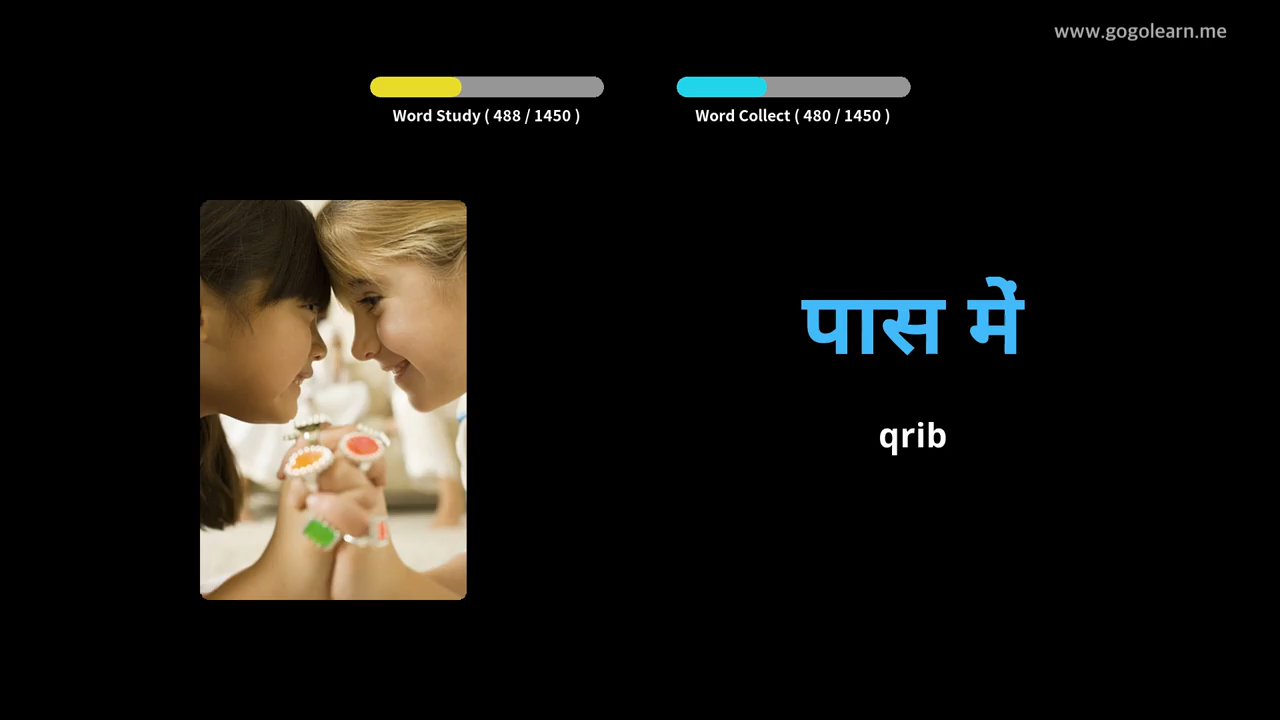 www.gogolearn.me
Word Study ( 488 / 1450 )
Word Collect ( 480 / 1450 )
पास में
qrib